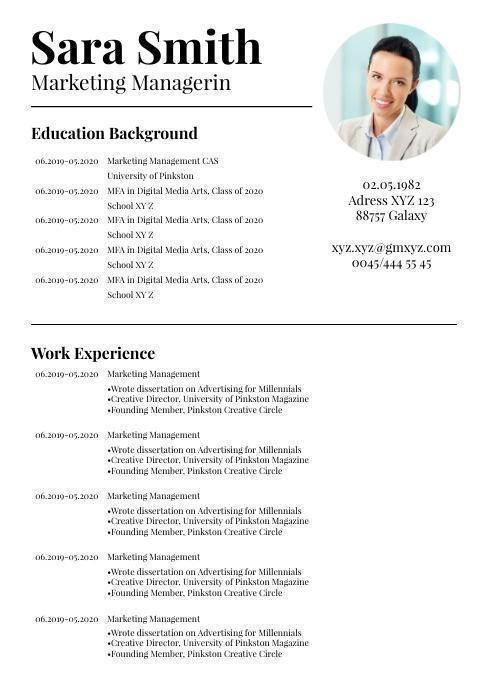 Sara Smith
Marketing Managerin
Education Background
06.2019-05.2020 Marketing Management CAS
University of Pinkston
06.2019-05.2020 MFA in Digital Media Arts, Class of 2020
School XY Z
06.2019-05.2020 MFA in Digital Media Arts, Class of 2020
School XY Z
06.2019-05.2020 MFA in Digital Media Arts, Class of 2020
School XY Z
06.2019-05.2020 MFA in Digital Media Arts, Class of 2020
School XY Z
02.05.1982
Adress XYZ 123
88757 Galaxy
xyz.xyz@gmxyz.com
0045/444 55 45
Work Experience
06.2019-05.2020 Marketing Management
•Wrote dissertation on Advertising for Millennials
•Creative Director, University of Pinkston Magazine
•Founding Member, Pinkston Creative Circle
06.2019-05.2020 Marketing Management
•Wrote dissertation on Advertising for Millennials
•Creative Director, University of Pinkston Magazine
•Founding Member, Pinkston Creative Circle
06.2019-05.2020 Marketing Management
•Wrote dissertation on Advertising for Millennials
•Creative Director, University of Pinkston Magazine
•Founding Member, Pinkston Creative Circle
06.2019-05.2020 Marketing Management
•Wrote dissertation on Advertising for Millennials
•Creative Director, University of Pinkston Magazine
•Founding Member, Pinkston Creative Circle
06.2019-05.2020 Marketing Management
•Wrote dissertation on Advertising for Millennials
•Creative Director, University of Pinkston Magazine
•Founding Member, Pinkston Creative Circle